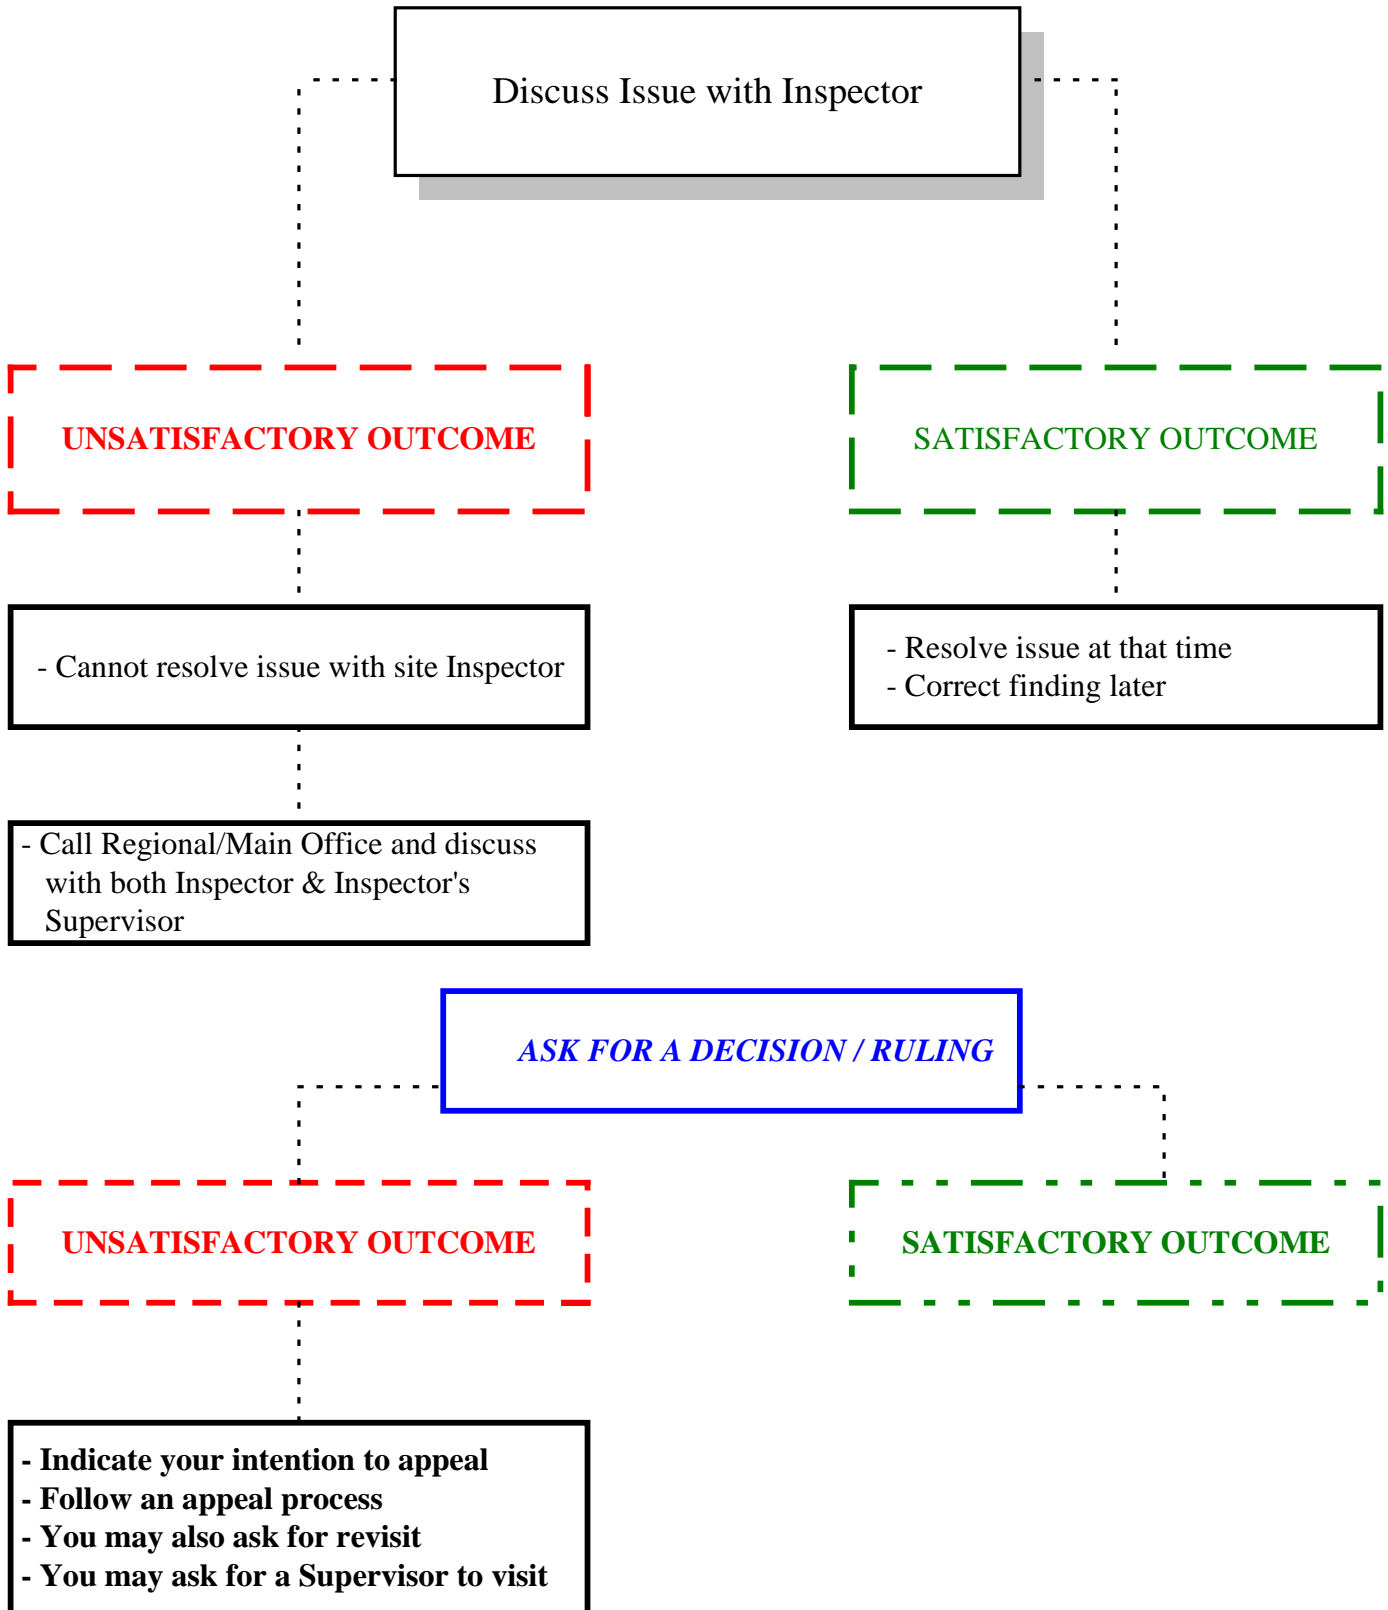 Discuss Issue with Inspector
UNSATISFACTORY OUTCOME
SATISFACTORY OUTCOME
- Cannot resolve issue with site Inspector
- Resolve issue at that time
- Correct finding later
- Call Regional/Main Office and discuss
with both Inspector & Inspector's
Supervisor
ASK FOR A DECISION / RULING
UNSATISFACTORY OUTCOME
SATISFACTORY OUTCOME
- Indicate your intention to appeal
- Follow an appeal process
- You may also ask for revisit
- You may ask for a Supervisor to visit